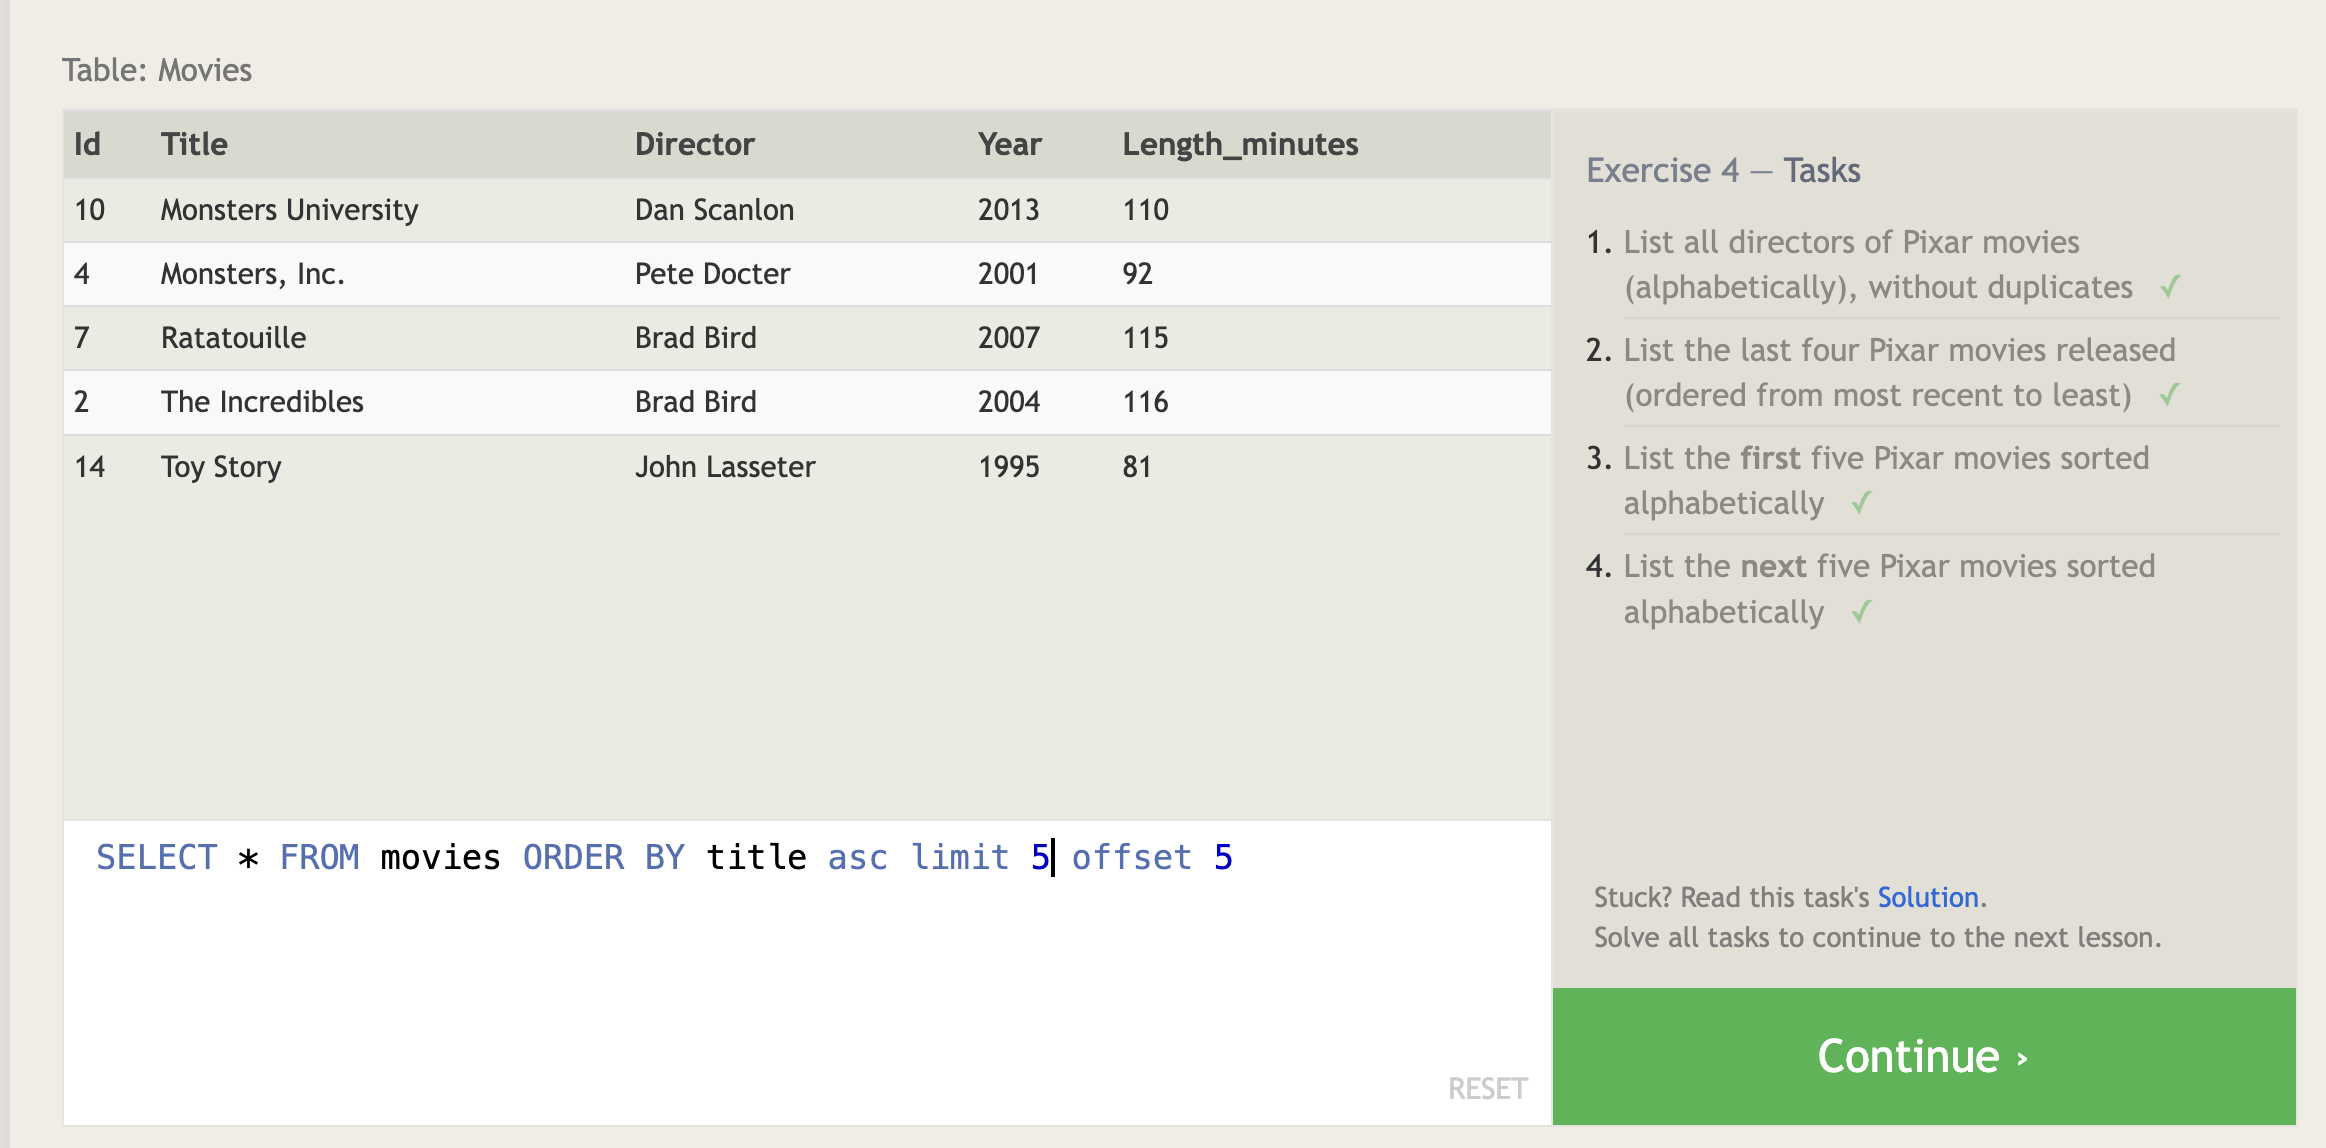 Table: Movies
Id Title Director Year Length_minutes
10 Monsters University Dan Scanlon 2013 110
4 Monsters, Inc. Pete Docter 2001 92
7 Ratatouille Brad Bird 2007 115
2 The Incredibles Brad Bird 2004 116
14 Toy Story John Lasseter 1995 81
SELECT * FROM movies ORDER BY title asc limit 5 offset 5
RESET
Exercise 4 — Tasks
1. List all directors of Pixar movies
(alphabetically), without duplicates ✓
2. List the last four Pixar movies released
(ordered from most recent to least) ✓
3. List the first five Pixar movies sorted
alphabetically ✓
4. List the next five Pixar movies sorted
alphabetically ✓
Stuck? Read this task's Solution.
Solve all tasks to continue to the next lesson.
Continue ›